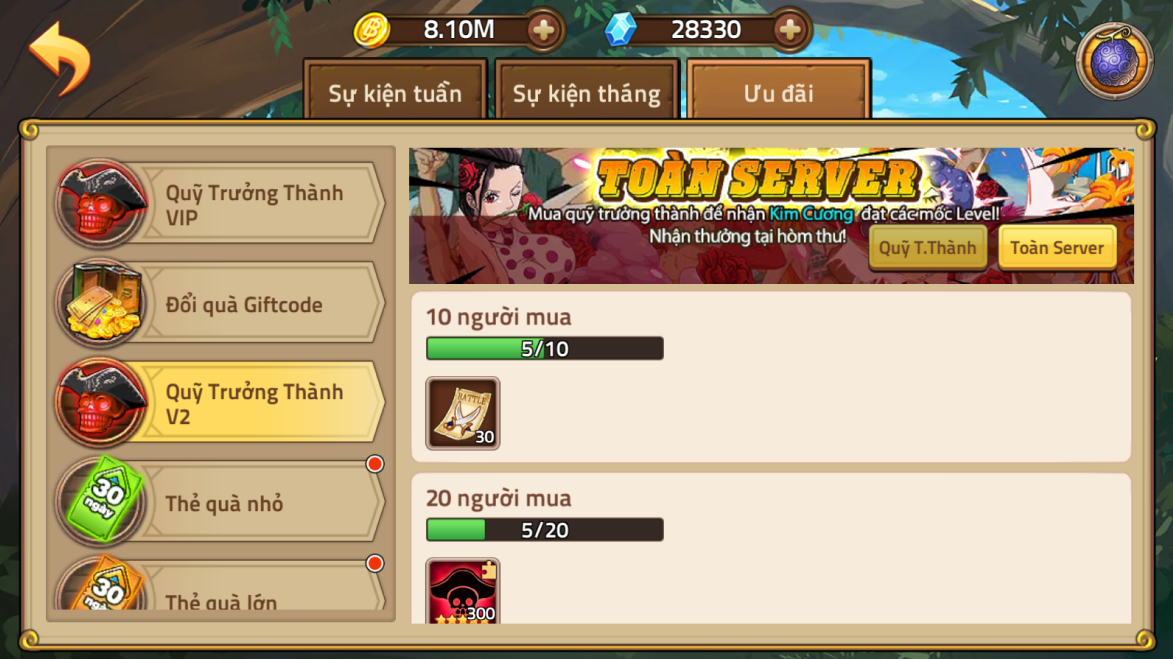 8.10M
28330
Sự kiện tuần
Sự kiện tháng
Ưu đãi
Quỹ Trưởng Thành
VIP
Đổi quà Giftcode
Quỹ Trưởng Thành
V2
30
ngày
Thẻ quà nhỏ
30
ngày
Thẻ quà lớn
TOÀN SERVER
Mua quỹ trưởng thành để nhận Kim Cương đạt các mốc Level!
Nhận thưởng tại hòm thư!
Quỹ T.Thành
Toàn Server
10 người mua
5/10
BATTLE
30
20 người mua
5/20
300